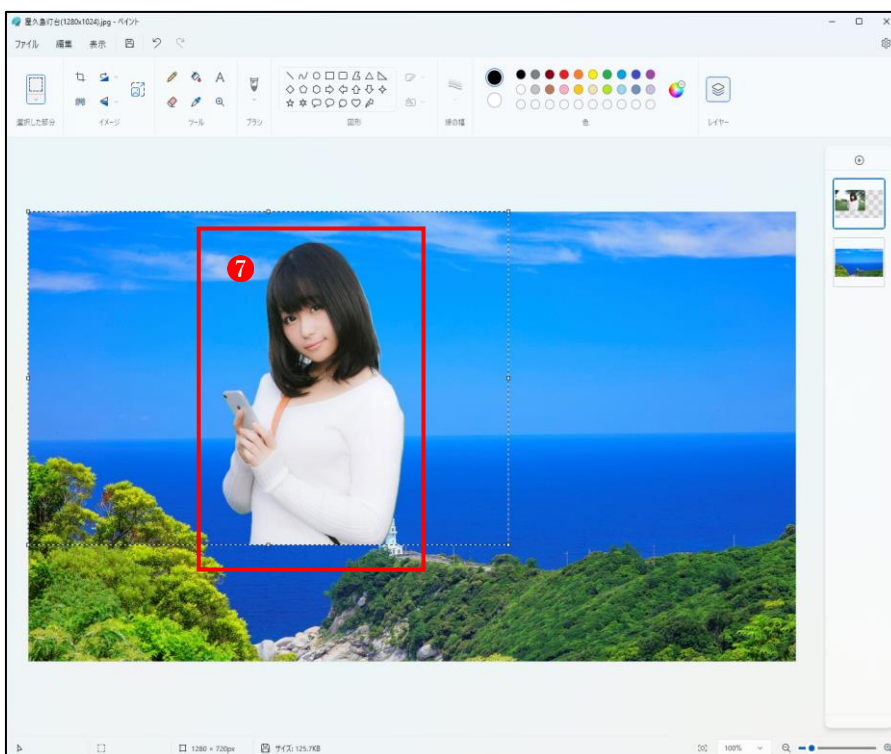 屋久島灯台(1280x1024).jpg - ペイント
ファイル 編集 表示
選択した部分 イメージ ツール ブラシ 図形 線の幅 色 レイヤー
7
1280 × 720px サイズ: 125.7KB 100%